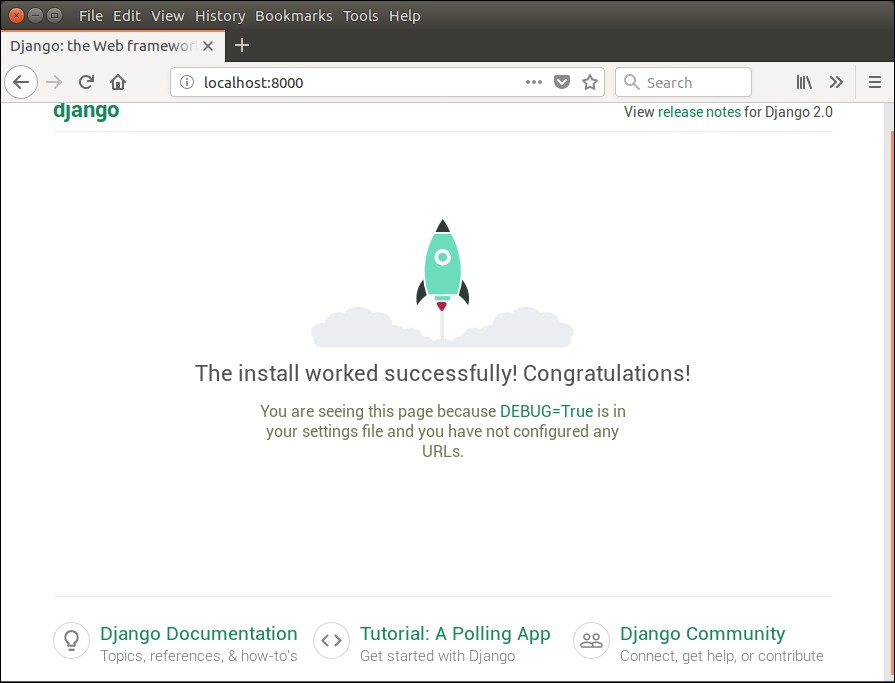 File Edit View History Bookmarks Tools Help
Django: the Web framewor
localhost:8000
Search
django
View release notes for Django 2.0
The install worked successfully! Congratulations!
You are seeing this page because DEBUG=True is in
your settings file and you have not configured any
URLs.
Django Documentation
Topics, references, & how-to's
Tutorial: A Polling App
Get started with Django
Django Community
Connect, get help, or contribute